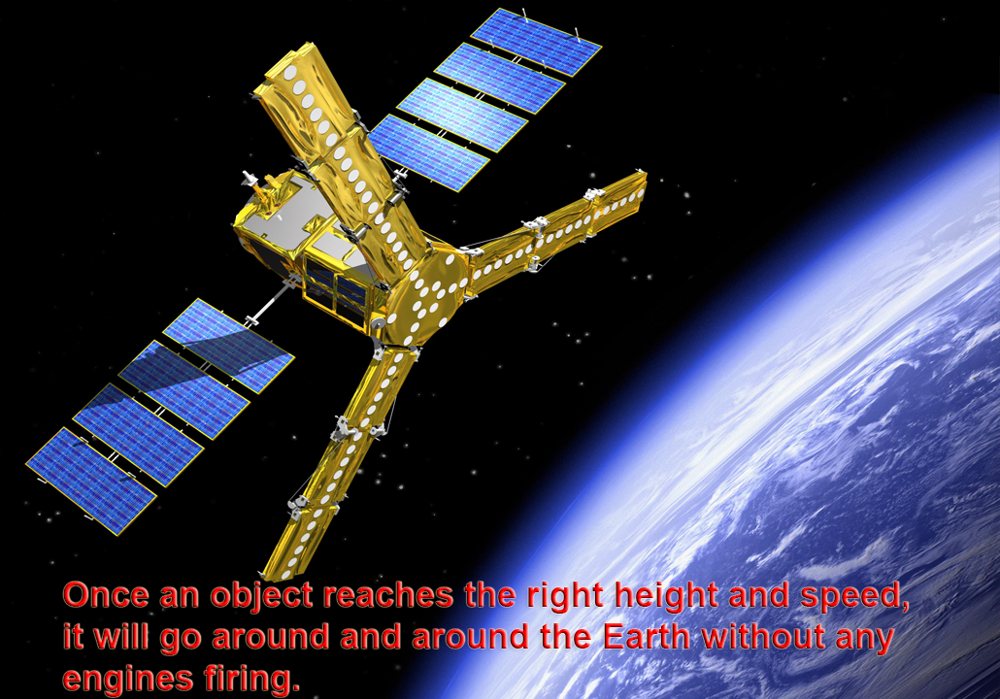 Once an object reaches the right height and speed,
it will go around and around the Earth without any
engines firing.